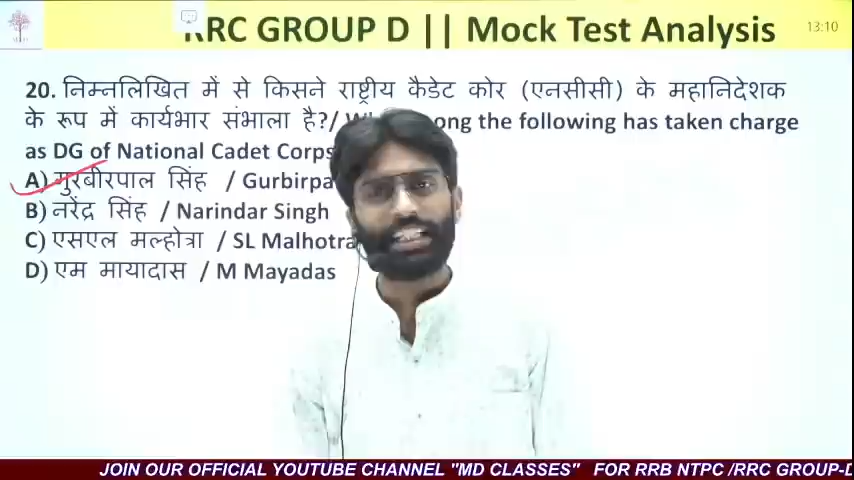 RRC GROUP D || Mock Test Analysis
13:10
20. निम्नलिखित में से किसने राष्ट्रीय कैडेट कोर (एनसीसी) के महानिदेशक
के रूप में कार्यभार संभाला है?/ ong the following has taken charge
as DG of National Cadet Corps
A) गुरबीरपाल सिंह / Gurbirpa
B) नरेंद्र सिंह / Narindar Singh
C) एसएल मल्होत्रा / SL Malhotra
D) एम मायादास / M Mayadas
JOIN OUR OFFICIAL YOUTUBE CHANNEL "MD CLASSES" FOR RRB NTPC /RRC GROUP-D